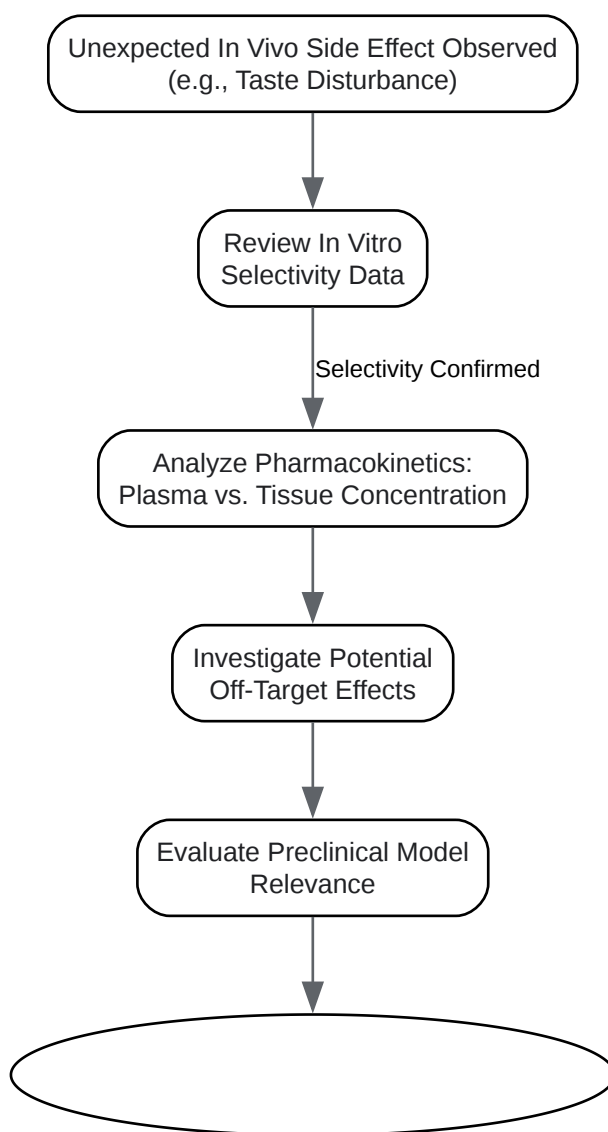 Unexpected In Vivo Side Effect Observed
(e.g., Taste Disturbance)
Review In Vitro
Selectivity Data
Selectivity Confirmed
Analyze Pharmacokinetics:
Plasma vs. Tissue Concentration
Investigate Potential
Off-Target Effects
Evaluate Preclinical Model
Relevance